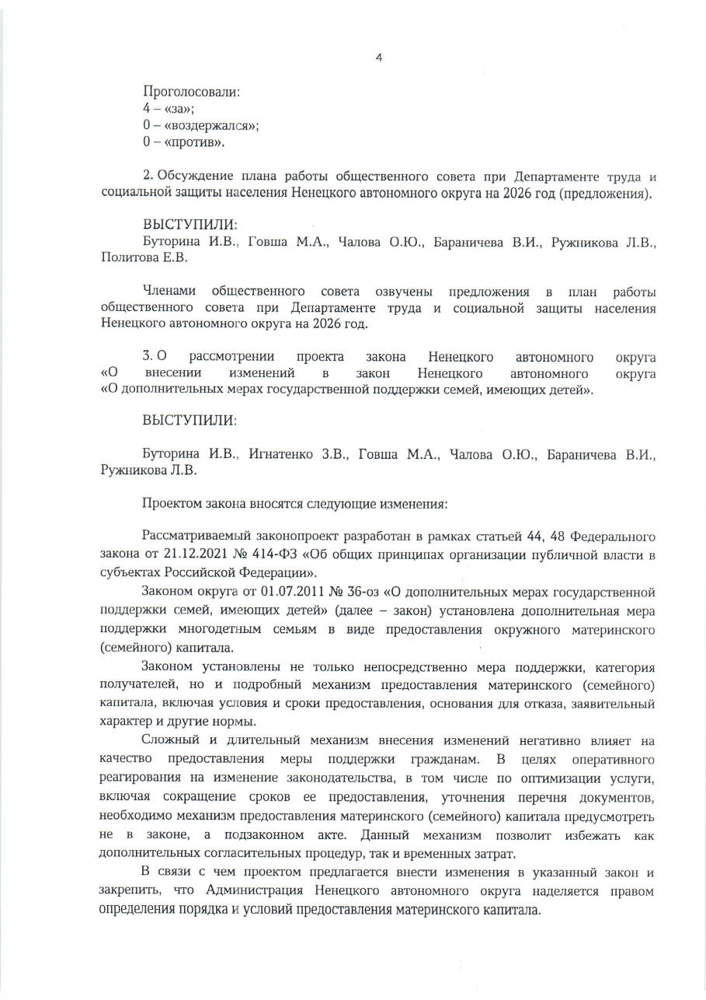 4
Проголосовали:
4 – «за»;
0 – «воздержался»;
0 – «против».
2. Обсуждение плана работы общественного совета при Департаменте труда и
социальной защиты населения Ненецкого автономного округа на 2026 год (предложения).
ВЫСТУПИЛИ:
Буторина И.В., Говша М.А., Чалова О.Ю., Бараничева В.И., Ружникова Л.В.,
Политова Е.В.
Членами общественного совета озвучены предложения в план работы
общественного совета при Департаменте труда и социальной защиты населения
Ненецкого автономного округа на 2026 год.
3. О рассмотрении проекта закона Ненецкого автономного округа
«О внесении изменений в закон Ненецкого автономного округа
«О дополнительных мерах государственной поддержки семей, имеющих детей».
ВЫСТУПИЛИ:
Буторина И.В., Игнатенко З.В., Говша М.А., Чалова О.Ю., Бараничева В.И.,
Ружникова Л.В.
Проектом закона вносятся следующие изменения:
Рассматриваемый законопроект разработан в рамках статьей 44, 48 Федерального
закона от 21.12.2021 № 414-ФЗ «Об общих принципах организации публичной власти в
субъектах Российской Федерации».
Законом округа от 01.07.2011 № 36-оз «О дополнительных мерах государственной
поддержки семей, имеющих детей» (далее – закон) установлена дополнительная мера
поддержки многодетным семьям в виде предоставления окружного материнского
(семейного) капитала.
Законом установлены не только непосредственно мера поддержки, категория
получателей, но и подробный механизм предоставления материнского (семейного)
капитала, включая условия и сроки предоставления, основания для отказа, заявительный
характер и другие нормы.
Сложный и длительный механизм внесения изменений негативно влияет на
качество предоставления меры поддержки гражданам. В целях оперативного
реагирования на изменение законодательства, в том числе по оптимизации услуги,
включая сокращение сроков ее предоставления, уточнения перечня документов,
необходимо механизм предоставления материнского (семейного) капитала предусмотреть
не в законе, а подзаконном акте. Данный механизм позволит избежать как
дополнительных согласительных процедур, так и временных затрат.
В связи с чем проектом предлагается внести изменения в указанный закон и
закрепить, что Администрация Ненецкого автономного округа наделяется правом
определения порядка и условий предоставления материнского капитала.